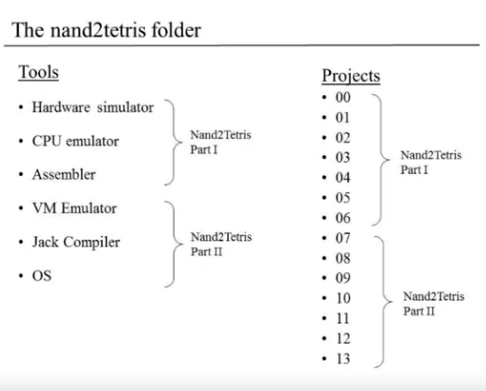 The nand2tetris folder
Tools
• Hardware simulator
• CPU emulator
• Assembler
Nand2Tetris
Part I
• VM Emulator
• Jack Compiler
• OS
Nand2Tetris
Part II
Projects
• 00
• 01
• 02
• 03
• 04
• 05
• 06
Nand2Tetris
Part I
• 07
• 08
• 09
• 10
• 11
• 12
• 13
Nand2Tetris
Part II